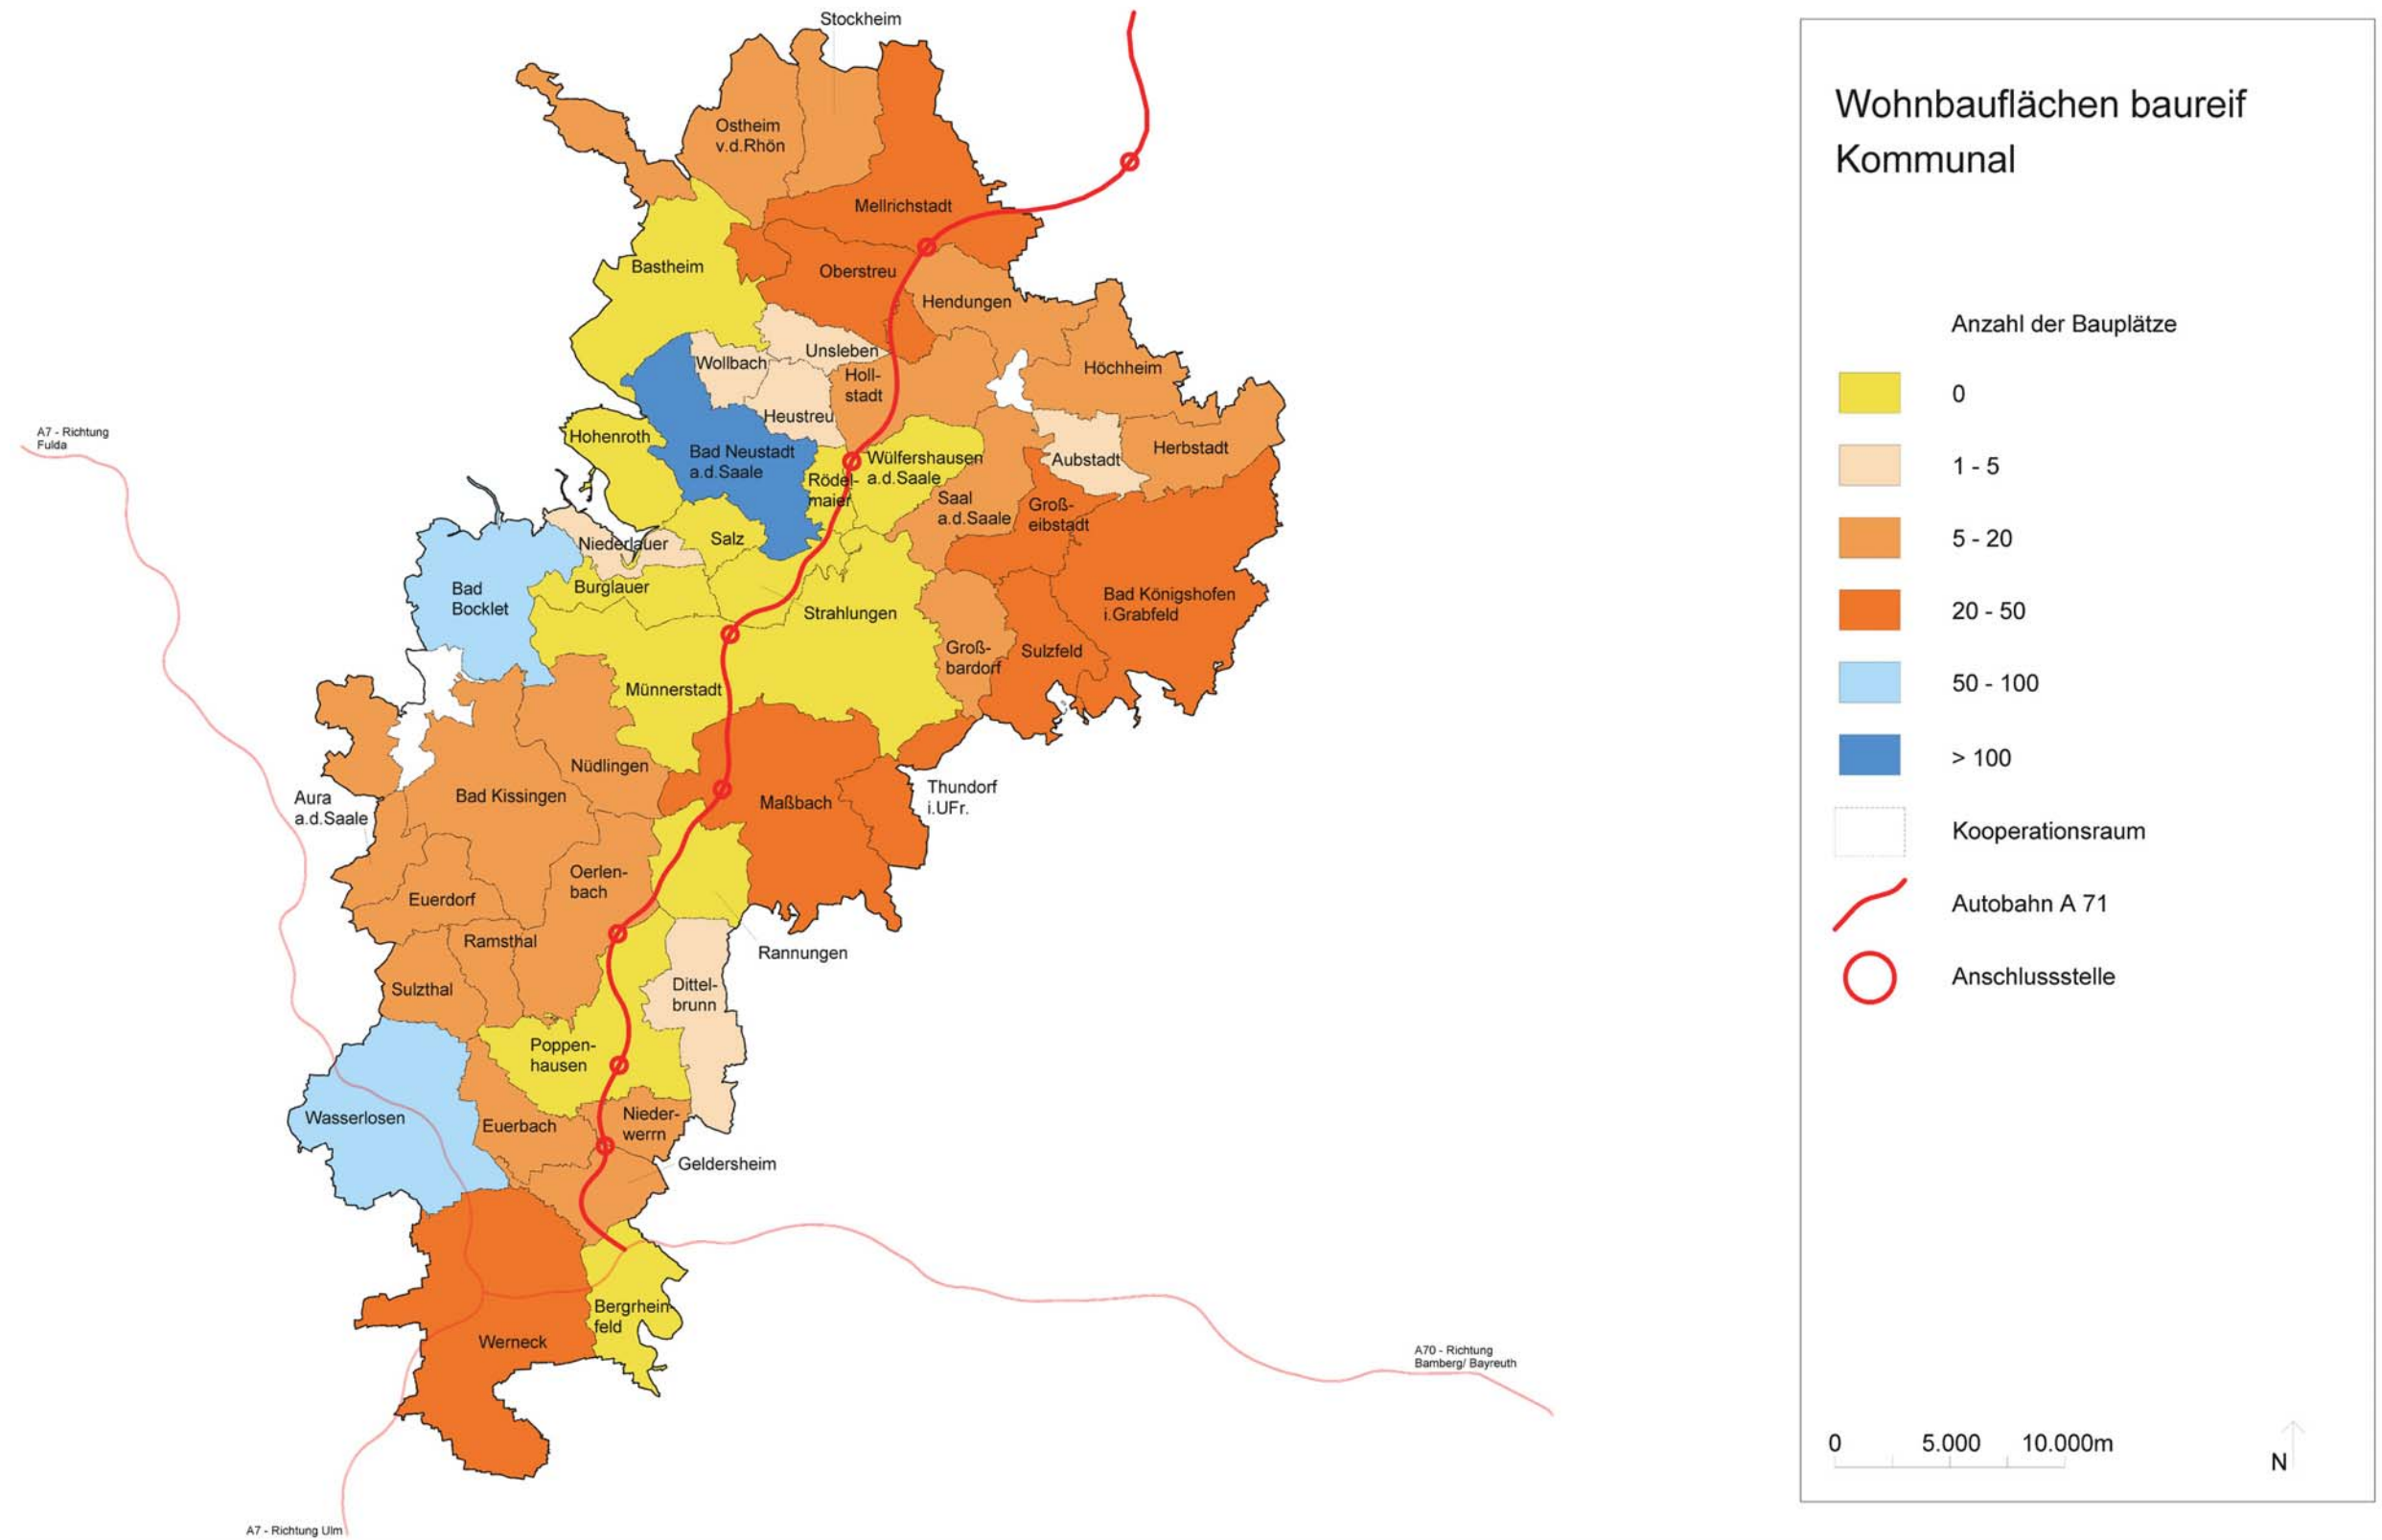 Stockheim
Ostheim
v.d.Rhön
Mellrichstadt
Bastheim
Oberstreu
Hendungen
Unsleben
Wollbach
Höchheim
Holl-
stadt
Heustreu
Hohenroth
A7 - Richtung
Fulda
Bad Neustadt
a.d.Saale
Wülfershausen
a.d.Saale
Aubstadt
Herbstadt
Rödel-
maier
Saal
a.d.Saale
Groß-
eibstadt
Salz
Niederlauer
Bad
Bocklet
Burglauer
Strahlungen
Bad Königshofen
i.Grabfeld
Groß-
bardorf
Sulzfeld
Münnerstadt
Nüdlingen
Aura
a.d.Saale
Bad Kissingen
Maßbach
Thundorf
i.UFr.
Oerlen-
bach
Euerdorf
Ramsthal
Rannungen
Sulzthal
Dittel-
brunn
Poppen-
hausen
Wasserlosen
Euerbach
Nieder-
werrn
Geldersheim
Bergrhein-
feld
Werneck
A70 - Richtung
Bamberg/ Bayreuth
A7 - Richtung Ulm
Wohnbauflächen baureif
Kommunal
Anzahl der Bauplätze
0
1 - 5
5 - 20
20 - 50
50 - 100
> 100
Kooperationsraum
Autobahn A 71
Anschlussstelle
0 5.000 10.000m
N